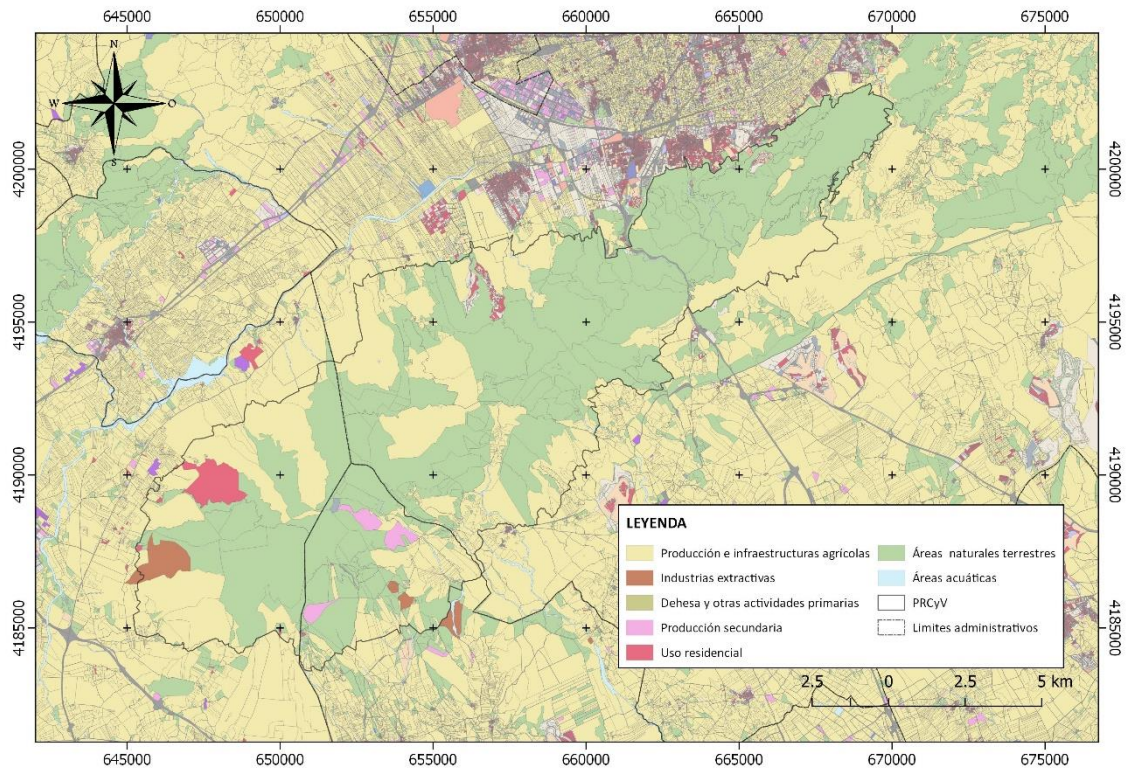 645000 650000 655000 660000 665000 670000 675000
N
W O
S
4200000 4200000
4195000 4195000
4190000 4190000
4185000 4185000
LEYENDA
Producción e infraestructuras agrícolas
Industrias extractivas
Dehesa y otras actividades primarias
Producción secundaria
Uso residencial
Áreas naturales terrestres
Áreas acuáticas
PRCyV
Limites administrativos
2.5 0 2.5 5 km
645000 650000 655000 660000 665000 670000 675000